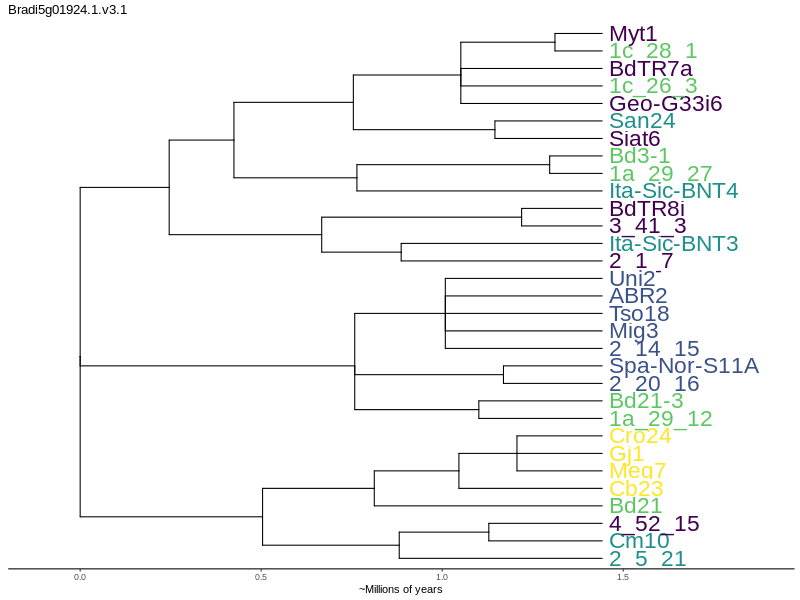 Bradi5g01924.1.v3.1
Myt1
1c_28_1
BdTR7a
1c_26_3
Geo-G33i6
San24
Siat6
Bd3-1
1a_29_27
Ita-Sic-BNT4
BdTR8i
3_41_3
Ita-Sic-BNT3
2_1_7
Uni2
ABR2
Tso18
Mig3
2_14_15
Spa-Nor-S11A
2_20_16
Bd21-3
1a_29_12
Cro24
Gj1
Meg7
Cb23
Bd21
4_52_15
Cm10
2_5_21
0.0 0.5 1.0 1.5
~Millions of years